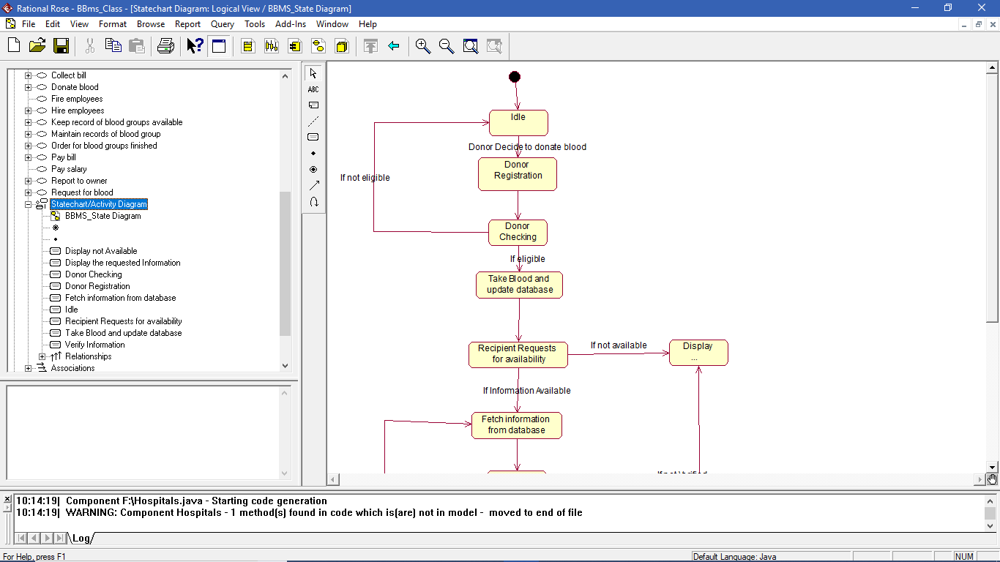 Rational Rose - BBms_Class - [Statechart Diagram: Logical View / BBMS_State Diagram]
File Edit View Format Browse Report Query Tools Add-Ins Window Help
Collect bill
Donate blood
Fire employees
Hire employees
Keep record of blood groups available
Maintain records of blood group
Order for blood groups finished
Pay bill
Pay salary
Report to owner
Request for blood
Statechart/Activity Diagram
BBMS_State Diagram
Display not Available
Display the requested Information
Donor Checking
Donor Registration
Fetch information from database
Idle
Recipient Requests for availability
Take Blood and update database
Verify Information
Relationships
Associations
ABC
Idle
Donor Decide to donate blood
Donor
Registration
If not eligible
Donor
Checking
If eligible
Take Blood and
update database
Recipient Requests
for availability
If not available
Display
...
If Information Available
Fetch information
from database
10:14:19| Component F:\Hospitals.java - Starting code generation
10:14:19| WARNING: Component Hospitals - 1 method(s) found in code which is(are) not in model - moved to end of file
Log
For Help, press F1
Default Language: Java
NUM